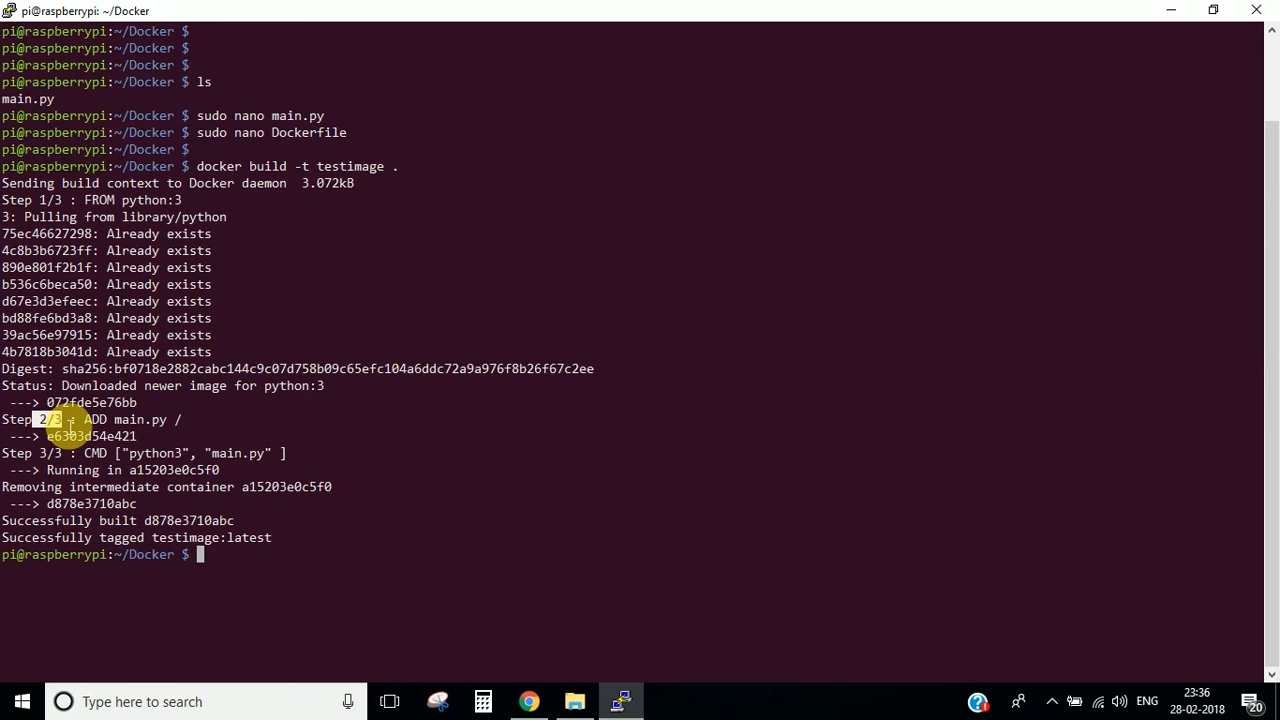 pi@raspberrypi: ~/Docker
pi@raspberrypi:~/Docker $
pi@raspberrypi:~/Docker $
pi@raspberrypi:~/Docker $
pi@raspberrypi:~/Docker $ ls
main.py
pi@raspberrypi:~/Docker $ sudo nano main.py
pi@raspberrypi:~/Docker $ sudo nano Dockerfile
pi@raspberrypi:~/Docker $
pi@raspberrypi:~/Docker $ docker build -t testimage .
Sending build context to Docker daemon  3.072kB
Step 1/3 : FROM python:3
3: Pulling from library/python
75ec46627298: Already exists
4c8b3b6723ff: Already exists
890e801f2b1f: Already exists
b536c6beca50: Already exists
d67e3d3efeec: Already exists
bd88fe6bd3a8: Already exists
39ac56e97915: Already exists
4b7818b3041d: Already exists
Digest: sha256:bf0718e2882cabc144c9c07d758b09c65efc104a6ddc72a9a976f8b26f67c2ee
Status: Downloaded newer image for python:3
---> 072fde5e76bb
Step 2/3 : ADD main.py /
---> e6303d54e421
Step 3/3 : CMD ["python3", "main.py" ]
---> Running in a15203e0c5f0
Removing intermediate container a15203e0c5f0
---> d878e3710abc
Successfully built d878e3710abc
Successfully tagged testimage:latest
pi@raspberrypi:~/Docker $
Type here to search
ENG
23:36
28-02-2018
20